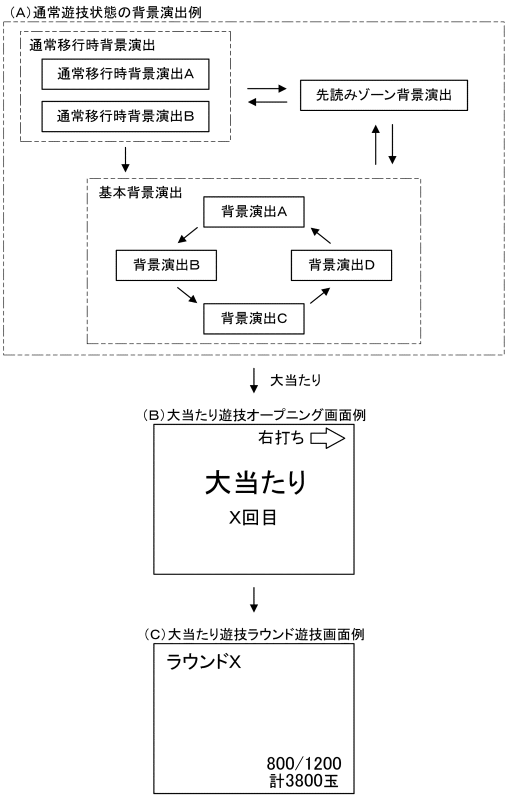 （Ａ）通常遊技状態の背景演出例
通常移行時背景演出
通常移行時背景演出Ａ
通常移行時背景演出Ｂ
先読みゾーン背景演出
基本背景演出
背景演出Ａ
背景演出Ｂ
背景演出Ｄ
背景演出Ｃ
大当たり
（Ｂ）大当たり遊技オープニング画面例
右打ち
大当たり
Ｘ回目
（Ｃ）大当たり遊技ラウンド遊技画面例
ラウンドＸ
800/1200
計3800玉